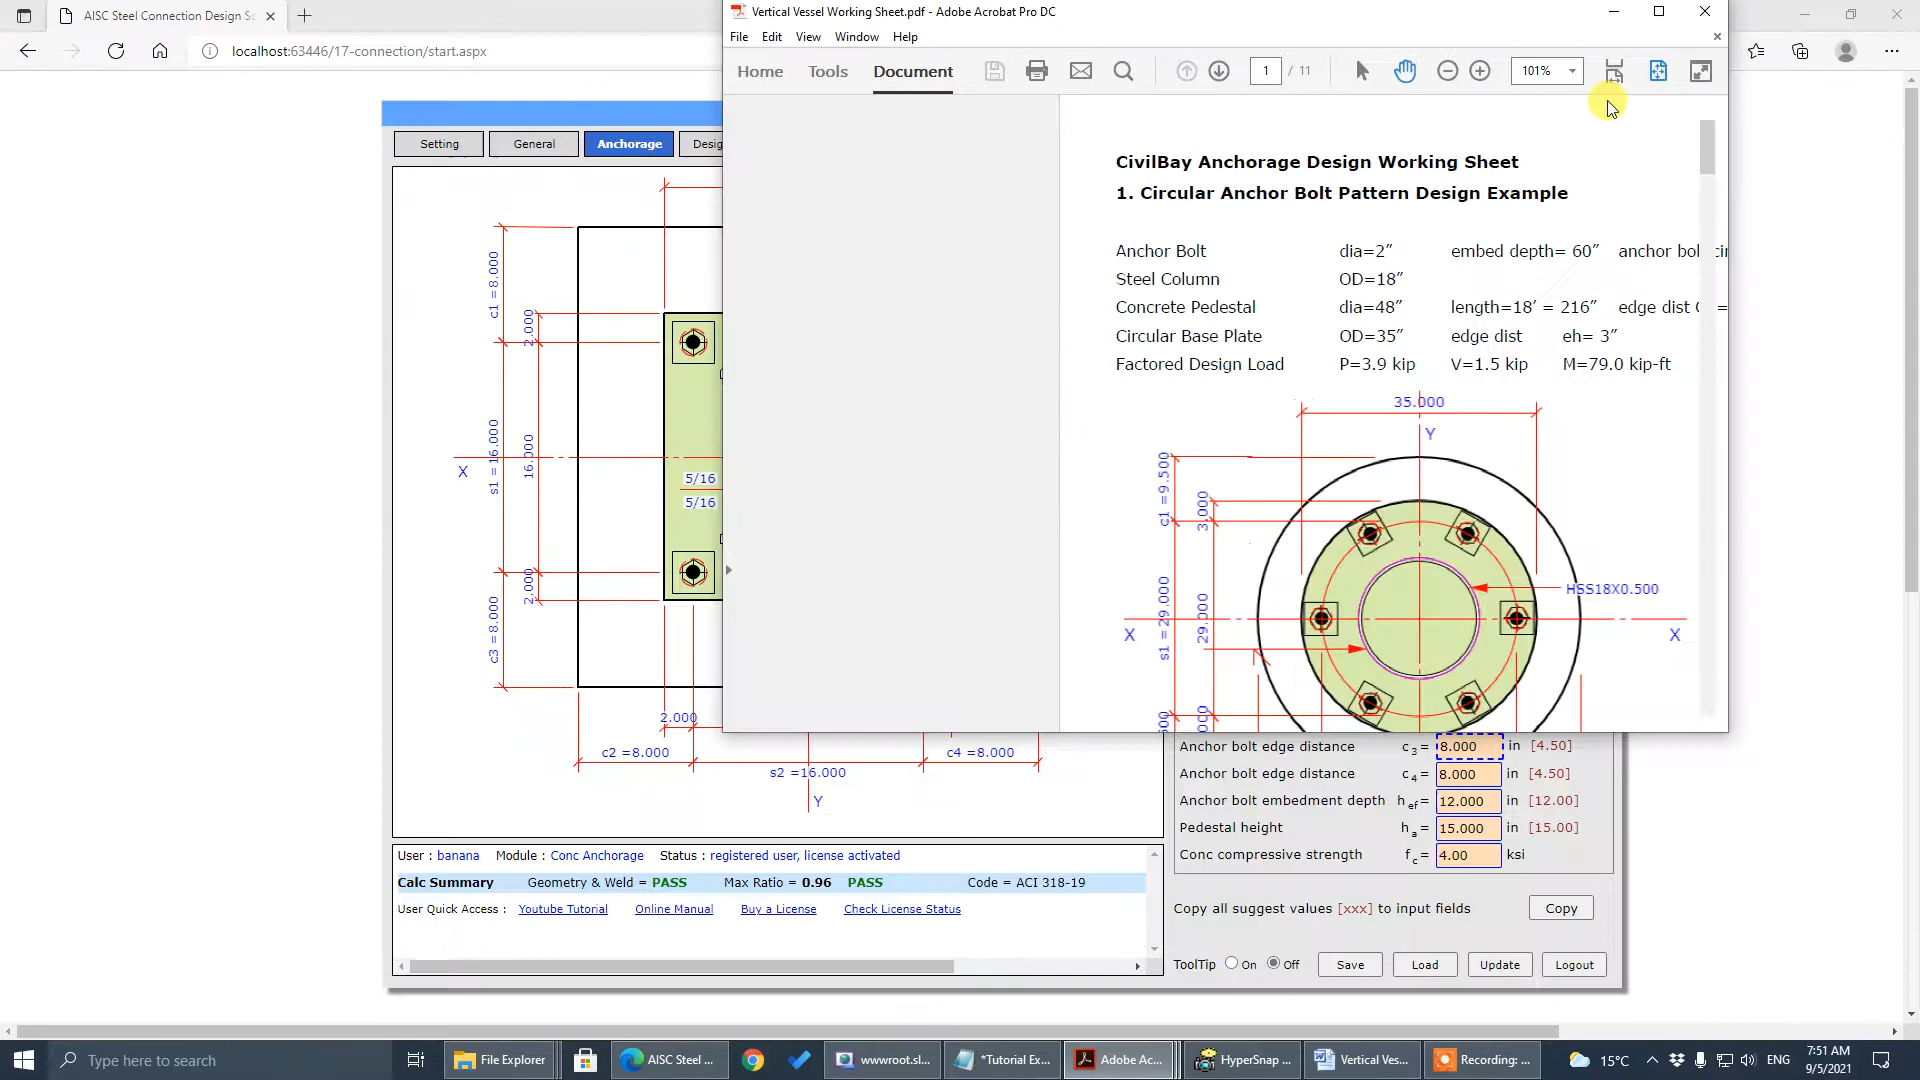 AISC Steel Connection Design S
localhost:63446/17-connection/start.aspx
Vertical Vessel Working Sheet.pdf - Adobe Acrobat Pro DC
File Edit View Window Help
Home Tools Document 1 / 11 101%
Setting General Anchorage Desig
CivilBay Anchorage Design Working Sheet
1. Circular Anchor Bolt Pattern Design Example
Anchor Bolt dia=2” embed depth= 60” anchor bolt
Steel Column OD=18”
Concrete Pedestal dia=48” length=18’ = 216” edge dist =
Circular Base Plate OD=35” edge dist eh= 3”
Factored Design Load P=3.9 kip V=1.5 kip M=79.0 kip-ft
c1 =8.000
2.000
s1 =16.000
16.000
X
5/16
5/16
c3 =8.000
2.000
2.000
c2 =8.000
s2 =16.000
c4 =8.000
Y
35.000
Y
c1 =9.500
3.000
HSS18X0.500
s1 =29.000
29.000
X
X
Anchor bolt edge distance c3= 8.000 in [4.50]
Anchor bolt edge distance c4= 8.000 in [4.50]
Anchor bolt embedment depth hef= 12.000 in [12.00]
Pedestal height ha= 15.000 in [15.00]
Conc compressive strength fc= 4.00 ksi
Copy all suggest values [xxx] to input fields Copy
ToolTip On Off Save Load Update Logout
User : banana Module : Conc Anchorage Status : registered user, license activated
Calc Summary Geometry & Weld = PASS Max Ratio = 0.96 PASS Code = ACI 318-19
User Quick Access : Youtube Tutorial Online Manual Buy a License Check License Status
Type here to search
File Explorer
AISC Steel ...
wwwroot.sl...
*Tutorial Ex...
Adobe Ac...
HyperSnap ...
Vertical Ves...
Recording: ...
15°C
ENG
7:51 AM
9/5/2021